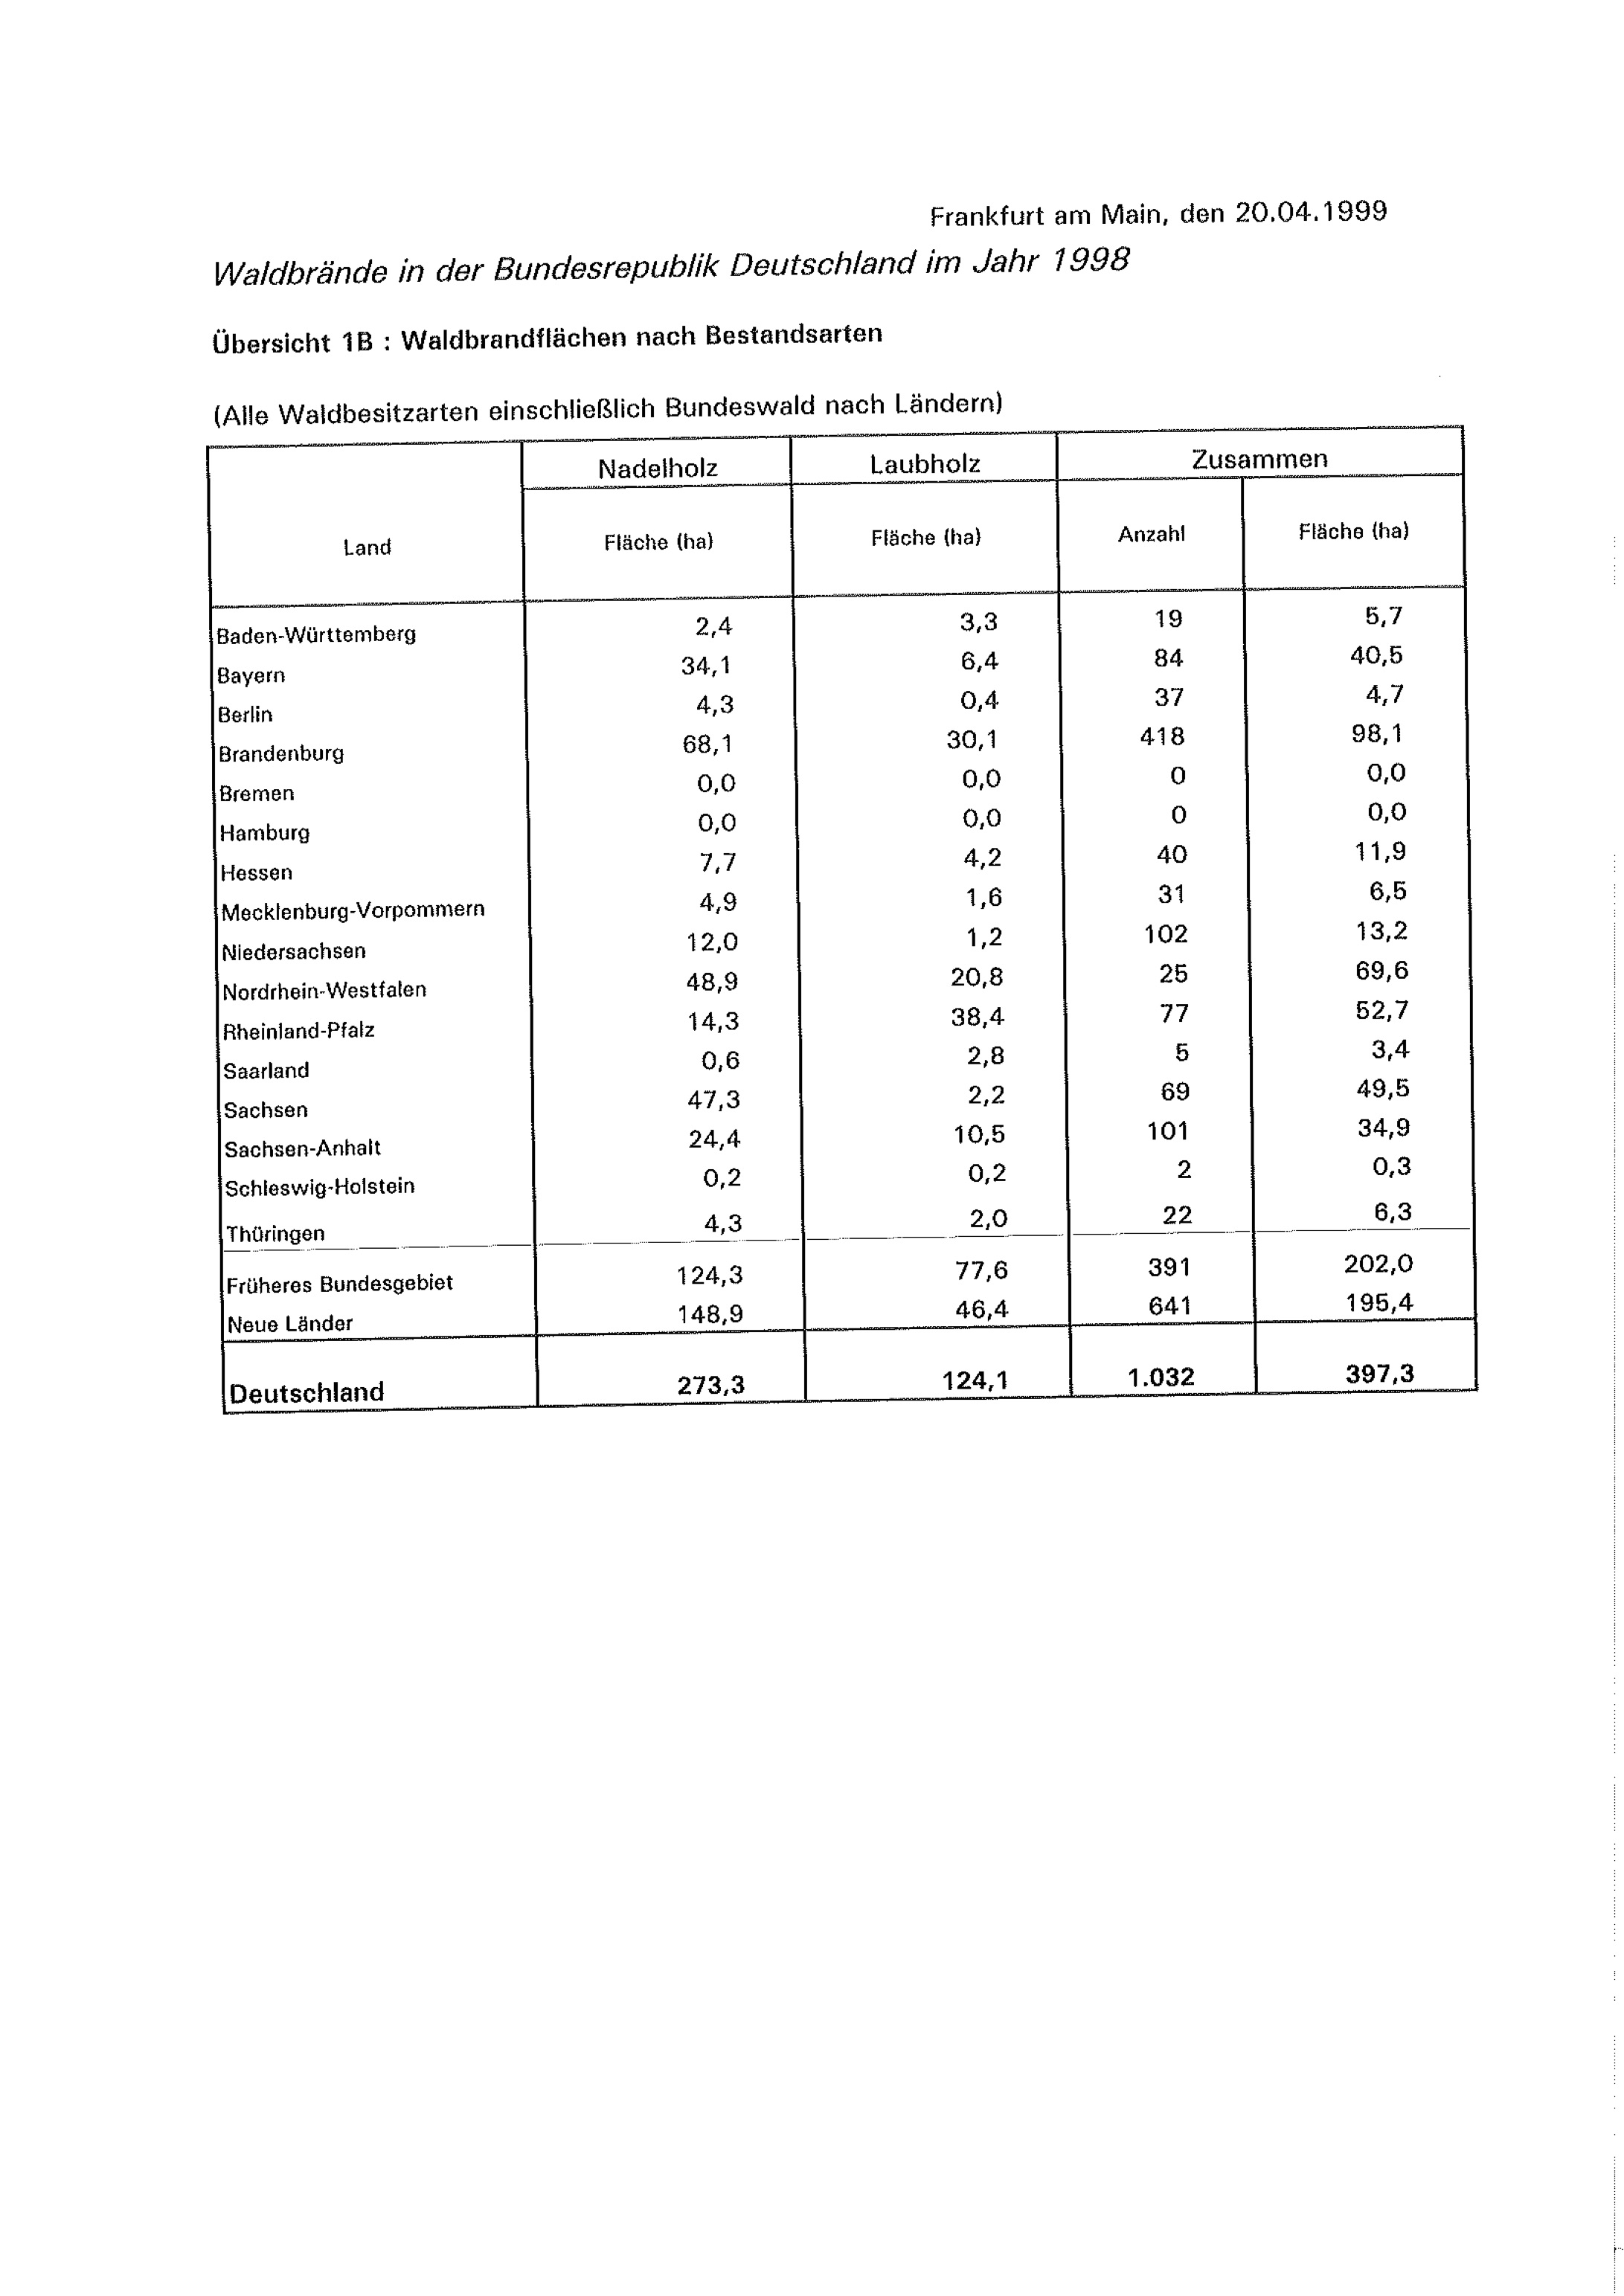 Frankfurt am Main, den 20.04.1999
Waldbrände in der Bundesrepublik Deutschland im Jahr 1998
Übersicht 1B : Waldbrandflächen nach Bestandsarten
(Alle Waldbesitzarten einschließlich Bundeswald nach Ländern)
Nadelholz Laubholz Zusammen
Land Fläche (ha) Fläche (ha) Anzahl Fläche (ha)
Baden-Württemberg 2,4 3,3 19 5,7
Bayern 34,1 6,4 84 40,5
Berlin 4,3 0,4 37 4,7
Brandenburg 68,1 30,1 418 98,1
Bremen 0,0 0,0 0 0,0
Hamburg 0,0 0,0 0 0,0
Hessen 7,7 4,2 40 11,9
Mecklenburg-Vorpommern 4,9 1,6 31 6,5
Niedersachsen 12,0 1,2 102 13,2
Nordrhein-Westfalen 48,9 20,8 25 69,6
Rheinland-Pfalz 14,3 38,4 77 52,7
Saarland 0,6 2,8 5 3,4
Sachsen 47,3 2,2 69 49,5
Sachsen-Anhalt 24,4 10,5 101 34,9
Schleswig-Holstein 0,2 0,2 2 0,3
Thüringen 4,3 2,0 22 6,3
Früheres Bundesgebiet 124,3 77,6 391 202,0
Neue Länder 148,9 46,4 641 195,4
Deutschland 273,3 124,1 1.032 397,3